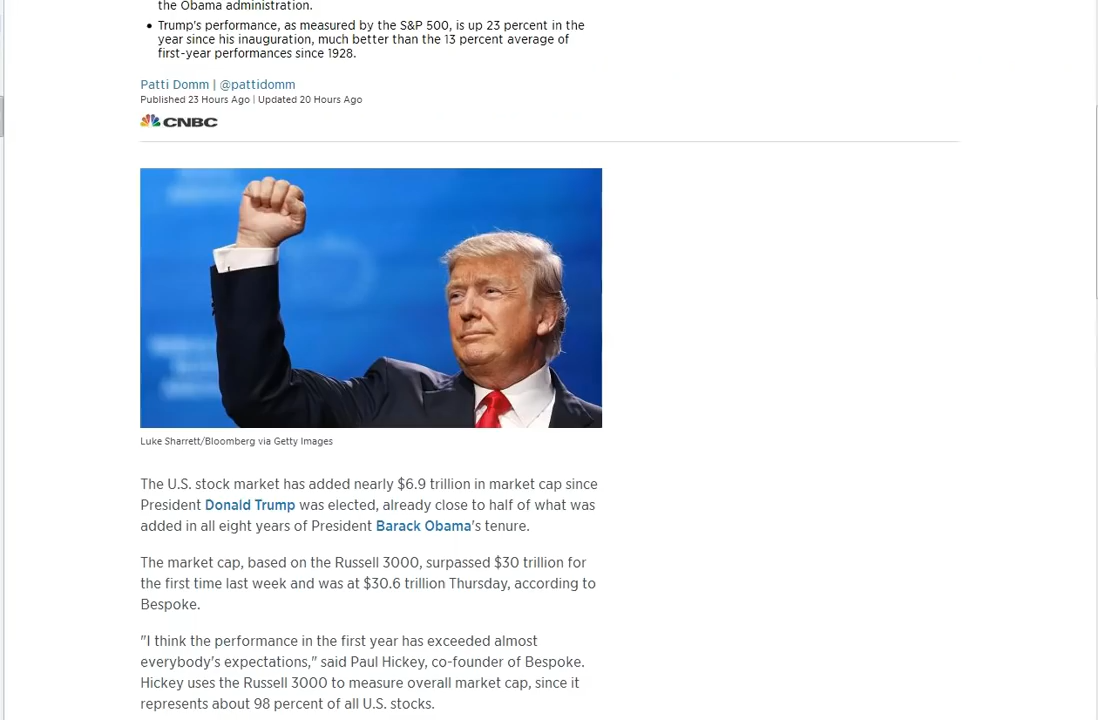 the Obama administration.
• Trump's performance, as measured by the S&P 500, is up 23 percent in the
year since his inauguration, much better than the 13 percent average of
first-year performances since 1928.
Patti Domm | @pattidomm
Published 23 Hours Ago | Updated 20 Hours Ago
CNBC
Luke Sharrett/Bloomberg via Getty Images
The U.S. stock market has added nearly $6.9 trillion in market cap since
President Donald Trump was elected, already close to half of what was
added in all eight years of President Barack Obama's tenure.
The market cap, based on the Russell 3000, surpassed $30 trillion for
the first time last week and was at $30.6 trillion Thursday, according to
Bespoke.
"I think the performance in the first year has exceeded almost
everybody's expectations," said Paul Hickey, co-founder of Bespoke.
Hickey uses the Russell 3000 to measure overall market cap, since it
represents about 98 percent of all U.S. stocks.